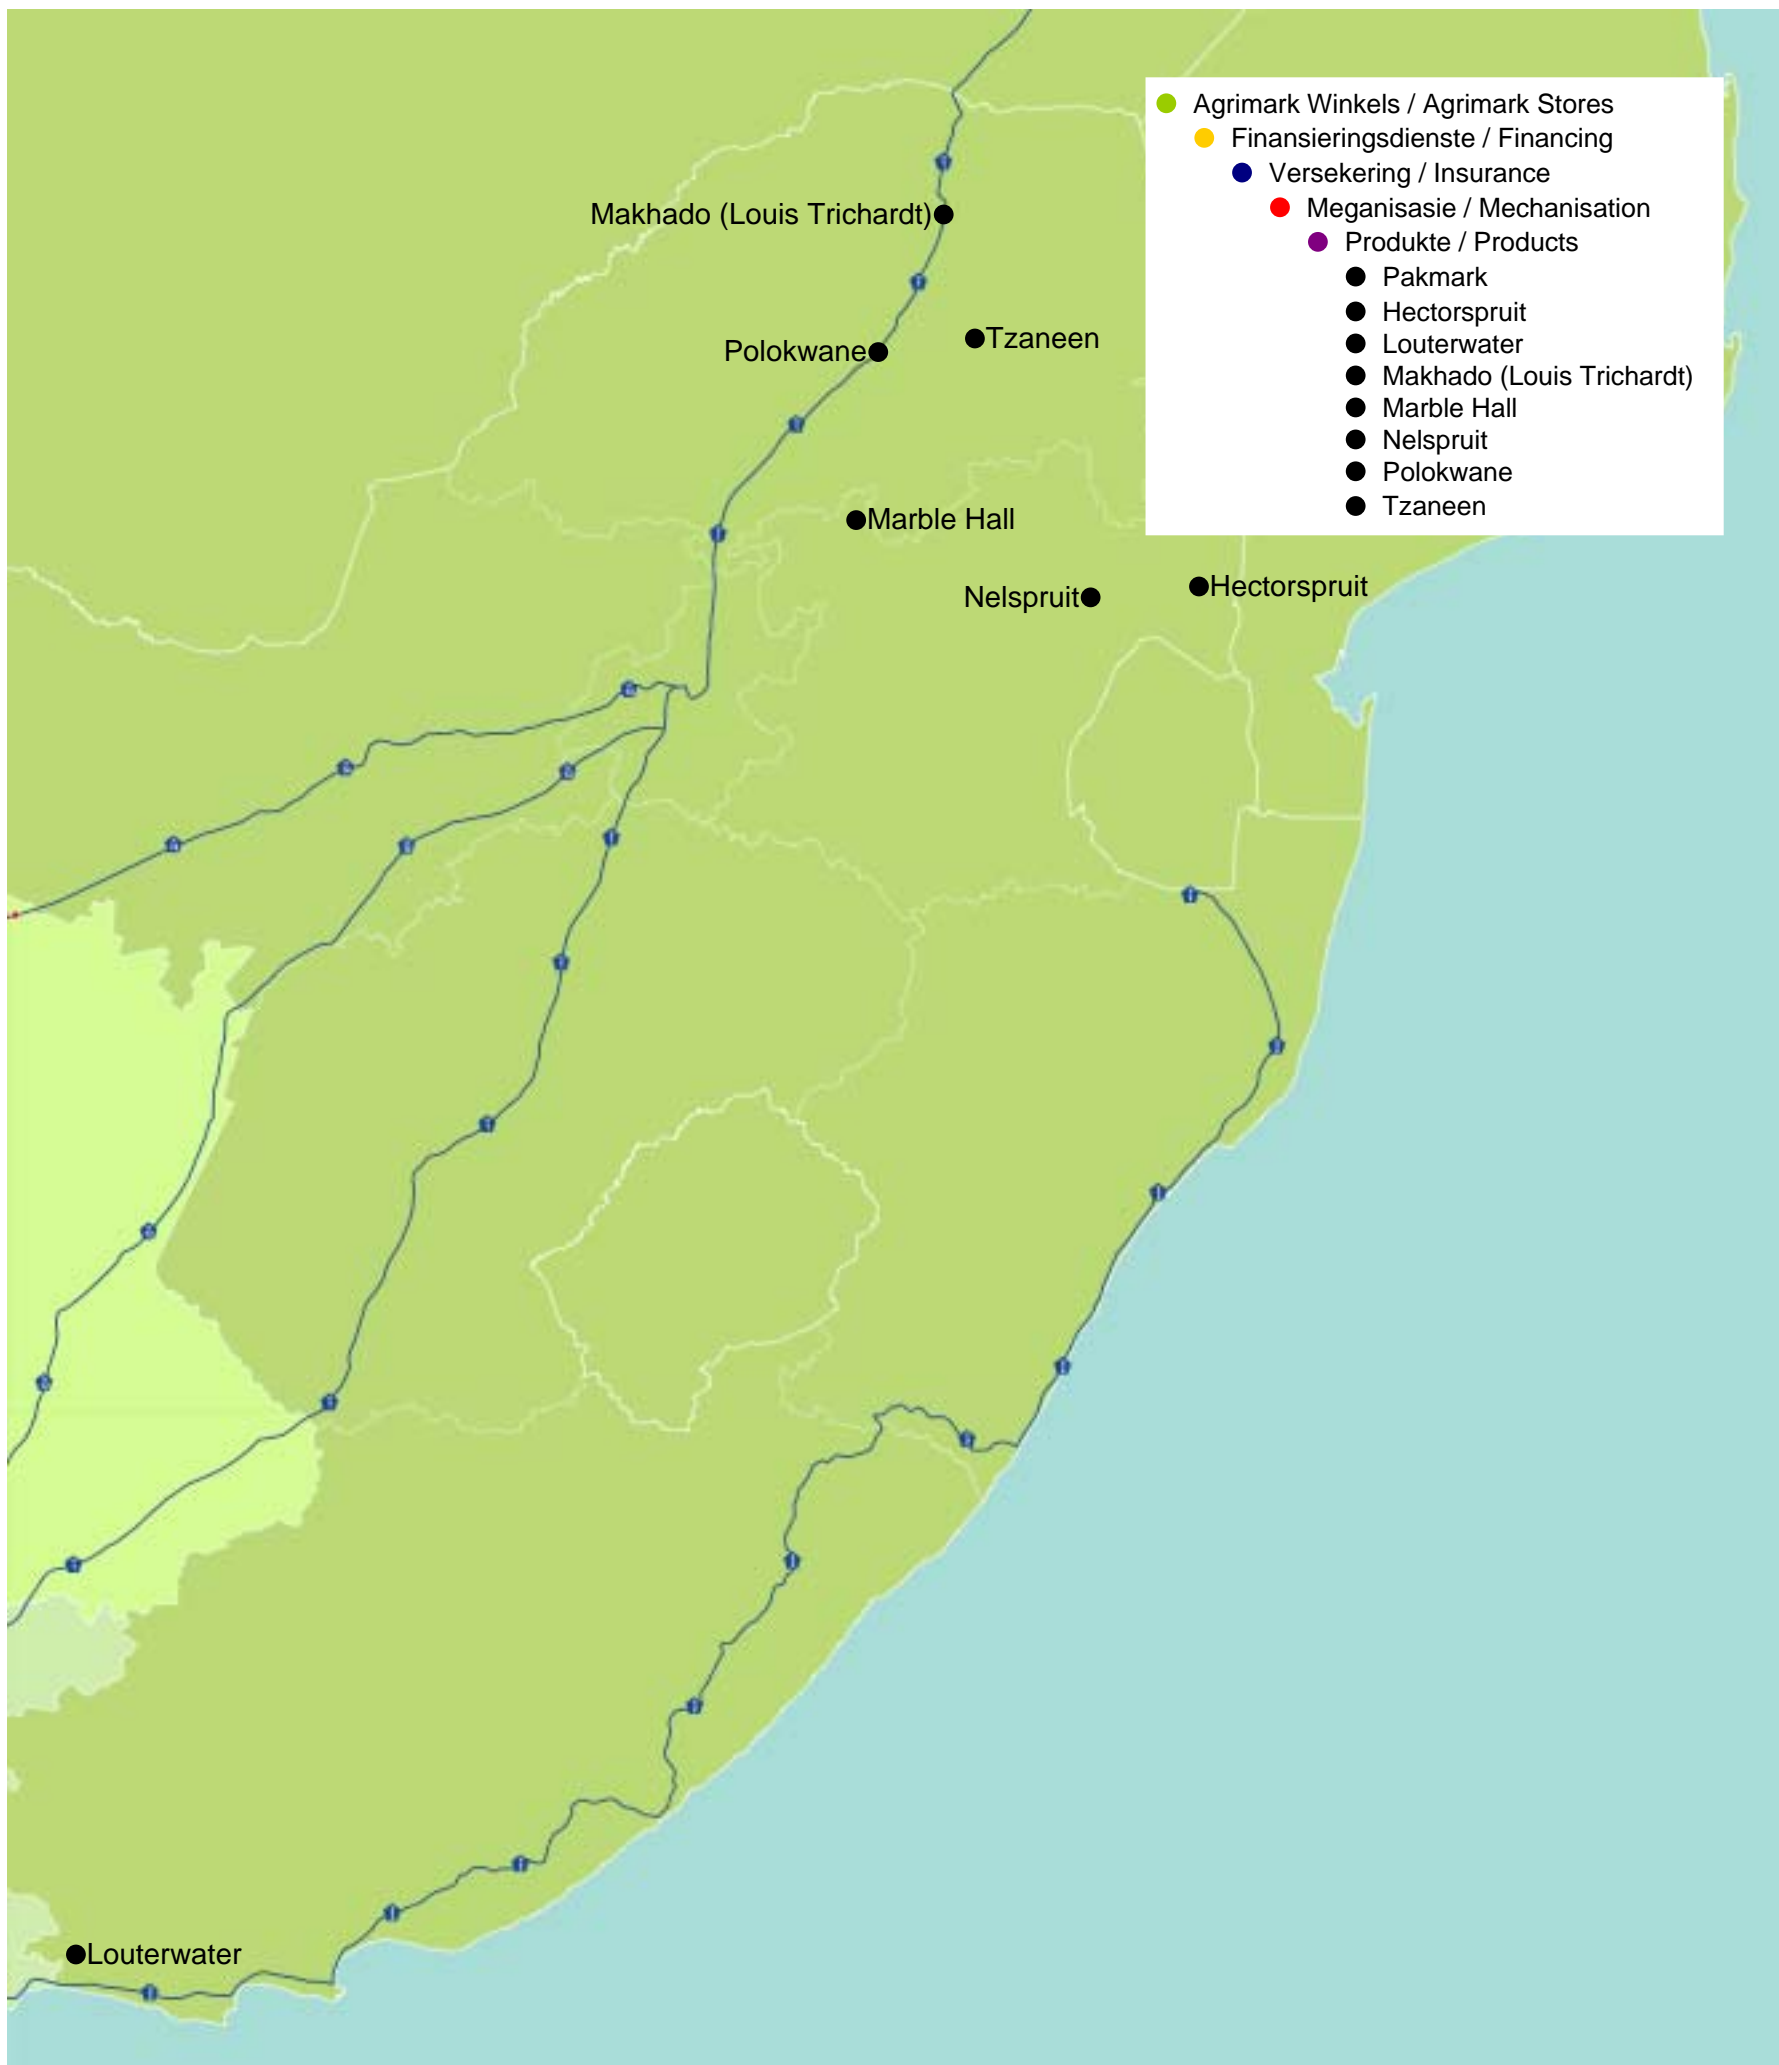 Agrimark Winkels / Agrimark Stores
Finansieringsdienste / Financing
Versekering / Insurance
Meganisasie / Mechanisation
Produkte / Products
Pakmark
Hectorspruit
Louterwater
Makhado (Louis Trichardt)
Marble Hall
Nelspruit
Polokwane
Tzaneen
Makhado (Louis Trichardt)
Polokwane
Tzaneen
Marble Hall
Nelspruit
Hectorspruit
Louterwater